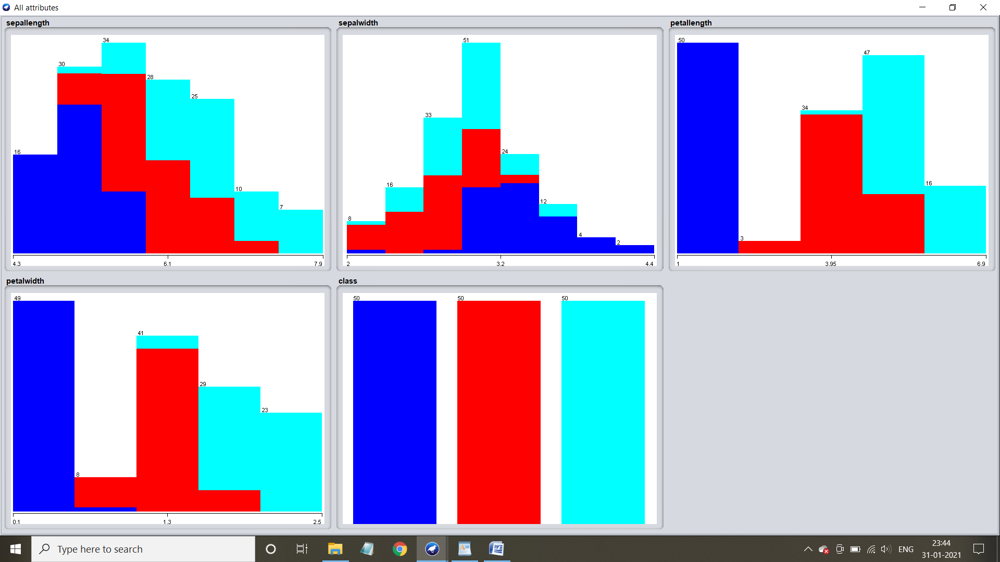 All attributes
sepallength
34
30
28
25
16
10
7
4.3 6.1 7.9
sepalwidth
51
33
24
16
12
8
4
2
2 3.2 4.4
petallength
50
47
34
16
3
1 3.95 6.9
petalwidth
49
41
29
23
8
0.1 1.3 2.5
class
50 50 50
Type here to search
ENG
23:44
31-01-2021